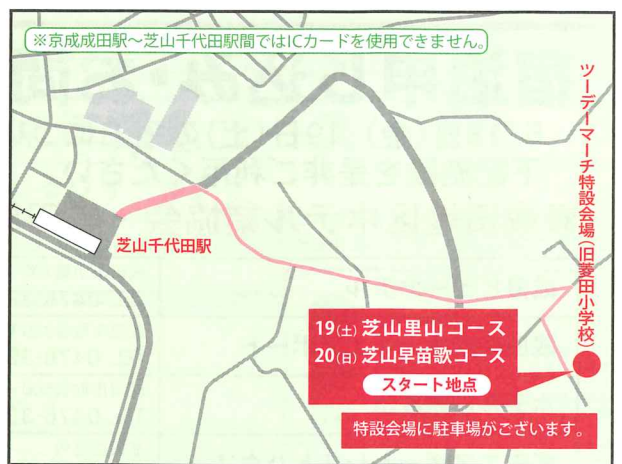 ※京成成田駅～芝山千代田駅間ではICカードを使用できません。
ツーデーマーチ特設会場(旧菱田小学校)
芝山千代田駅
19(土) 芝山里山コース
20(日) 芝山早苗歌コース
スタート地点
特設会場に駐車場がございます。